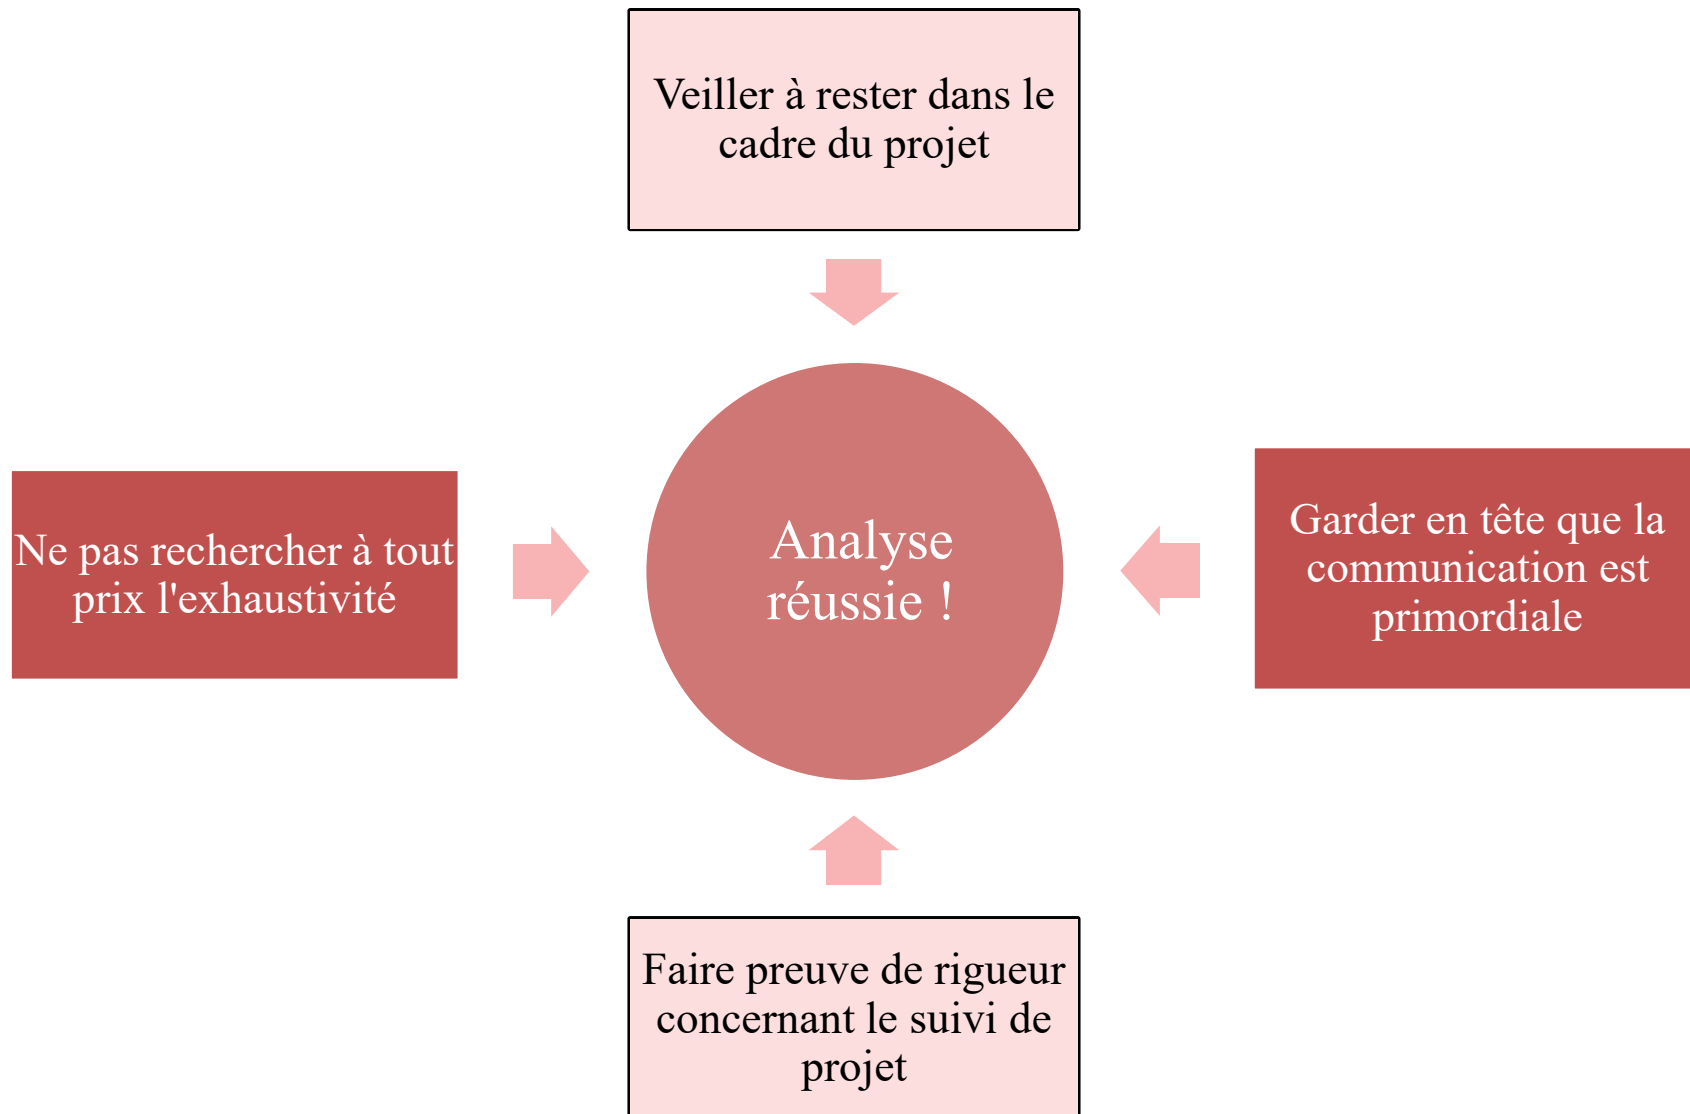 Veiller à rester dans le
cadre du projet
Ne pas rechercher à tout
prix l'exhaustivité
Analyse
réussie !
Garder en tête que la
communication est
primordiale
Faire preuve de rigueur
concernant le suivi de
projet